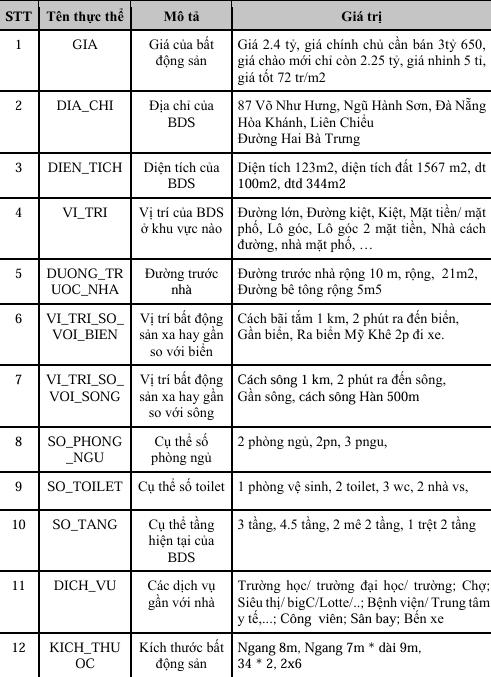 STT Tên thực thể Mô tả Giá trị
1 GIA Giá của bất Giá 2.4 tỷ, giá chính chủ cần bán 3tỷ 650,
động sản giá chào mới chỉ còn 2.25 tỷ, giá nhỉnh 5 tỉ,
giá tốt 72 tr/m2
2 DIA_CHI Địa chỉ của 87 Võ Như Hưng, Ngũ Hành Sơn, Đà Nẵng
BDS Hòa Khánh, Liên Chiểu
Đường Hai Bà Trưng
3 DIEN_TICH Diện tích của Diện tích 123m2, diện tích đất 1567 m2, dt
BDS 100m2, dtd 344m2
4 VI_TRI Vị trí của BDS Đường lớn, Đường kiệt, Kiệt, Mặt tiền/ mặt
ở khu vực nào phố, Lô góc, Lô góc 2 mặt tiền, Nhà cách
đường, nhà mặt phố, …
5 DUONG_TR Đường trước Đường trước nhà rộng 10 m, rộng, 21m2,
UOC_NHA nhà Đường bê tông rộng 5m5
6 VI_TRI_SO_ Vị trí bất động Cách bãi tắm 1 km, 2 phút ra đến biển,
VOI_BIEN sản xa hay gần Gần biển, Ra biển Mỹ Khê 2p đi xe.
so với biển
7 VI_TRI_SO_ Vị trí bất động Cách sông 1 km, 2 phút ra đến sông,
VOI_SONG sản xa hay gần Gần sông, cách sông Hàn 500m
so với sông
8 SO_PHONG Cụ thể số 2 phòng ngủ, 2pn, 3 pngu,
_NGU phòng ngủ
9 SO_TOILET Cụ thể số toilet 1 phòng vệ sinh, 2 toilet, 3 wc, 2 nhà vs,
10 SO_TANG Cụ thể tầng 3 tầng, 4.5 tầng, 2 mê 2 tầng, 1 trệt 2 tầng
hiện tại của
BDS
11 DICH_VU Các dịch vụ Trường học/ trường đại học/ trường; Chợ;
gần với nhà Siêu thị/ bigC/Lotte/..; Bệnh viện/ Trung tâm
y tế,...; Công viên; Sân bay; Bến xe
12 KICH_THU Kích thước bất Ngang 8m, Ngang 7m * dài 9m,
OC động sản 34 * 2, 2x6